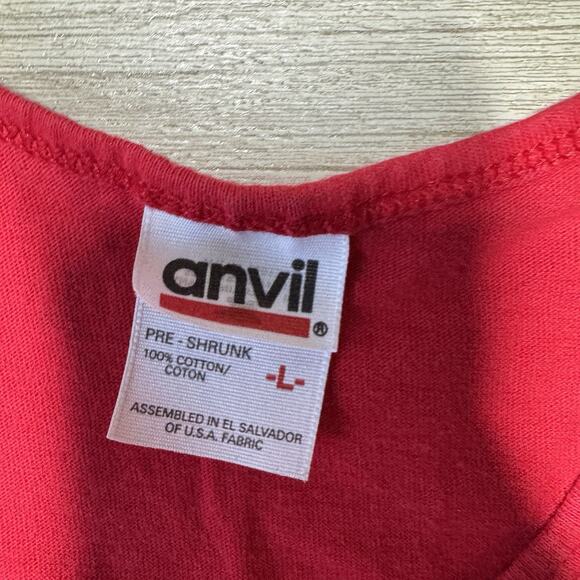 anvil
®
PRE - SHRUNK
100% COTTON/
COTON
-L-
ASSEMBLED IN EL SALVADOR
OF U.S.A. FABRIC